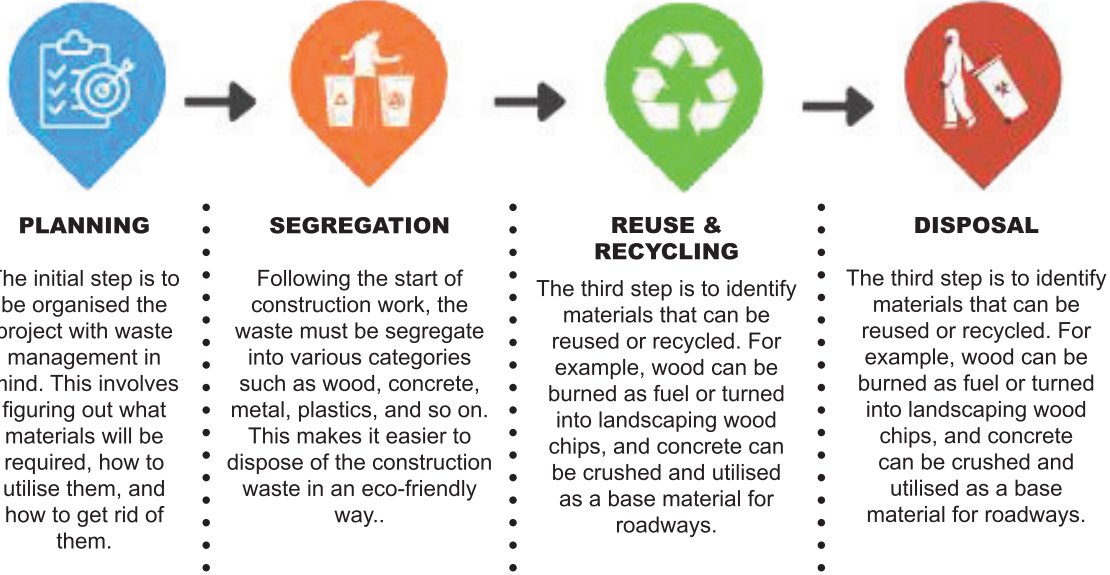 PLANNING
The initial step is to
be organised the
project with waste
management in
mind. This involves
figuring out what
materials will be
required, how to
utilise them, and
how to get rid of
them.
SEGREGATION
Following the start of
construction work, the
waste must be segregate
into various categories
such as wood, concrete,
metal, plastics, and so on.
This makes it easier to
dispose of the construction
waste in an eco-friendly
way..
REUSE &
RECYCLING
The third step is to identify
materials that can be
reused or recycled. For
example, wood can be
burned as fuel or turned
into landscaping wood
chips, and concrete can
be crushed and utilised
as a base material for
roadways.
DISPOSAL
The third step is to identify
materials that can be
reused or recycled. For
example, wood can be
burned as fuel or turned
into landscaping wood
chips, and concrete
can be crushed and
utilised as a base
material for roadways.